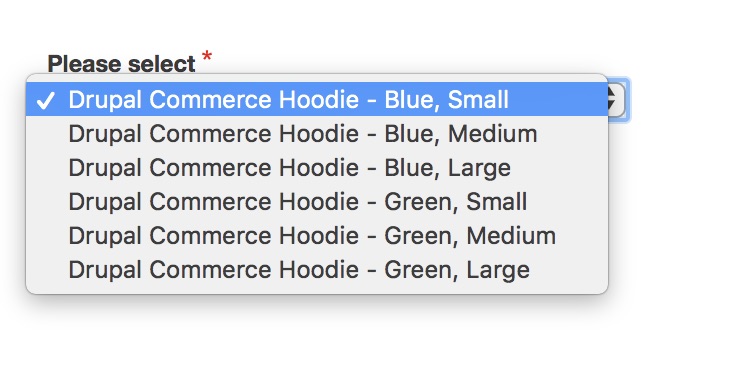 Please select *
✓ Drupal Commerce Hoodie - Blue, Small
Drupal Commerce Hoodie - Blue, Medium
Drupal Commerce Hoodie - Blue, Large
Drupal Commerce Hoodie - Green, Small
Drupal Commerce Hoodie - Green, Medium
Drupal Commerce Hoodie - Green, Large